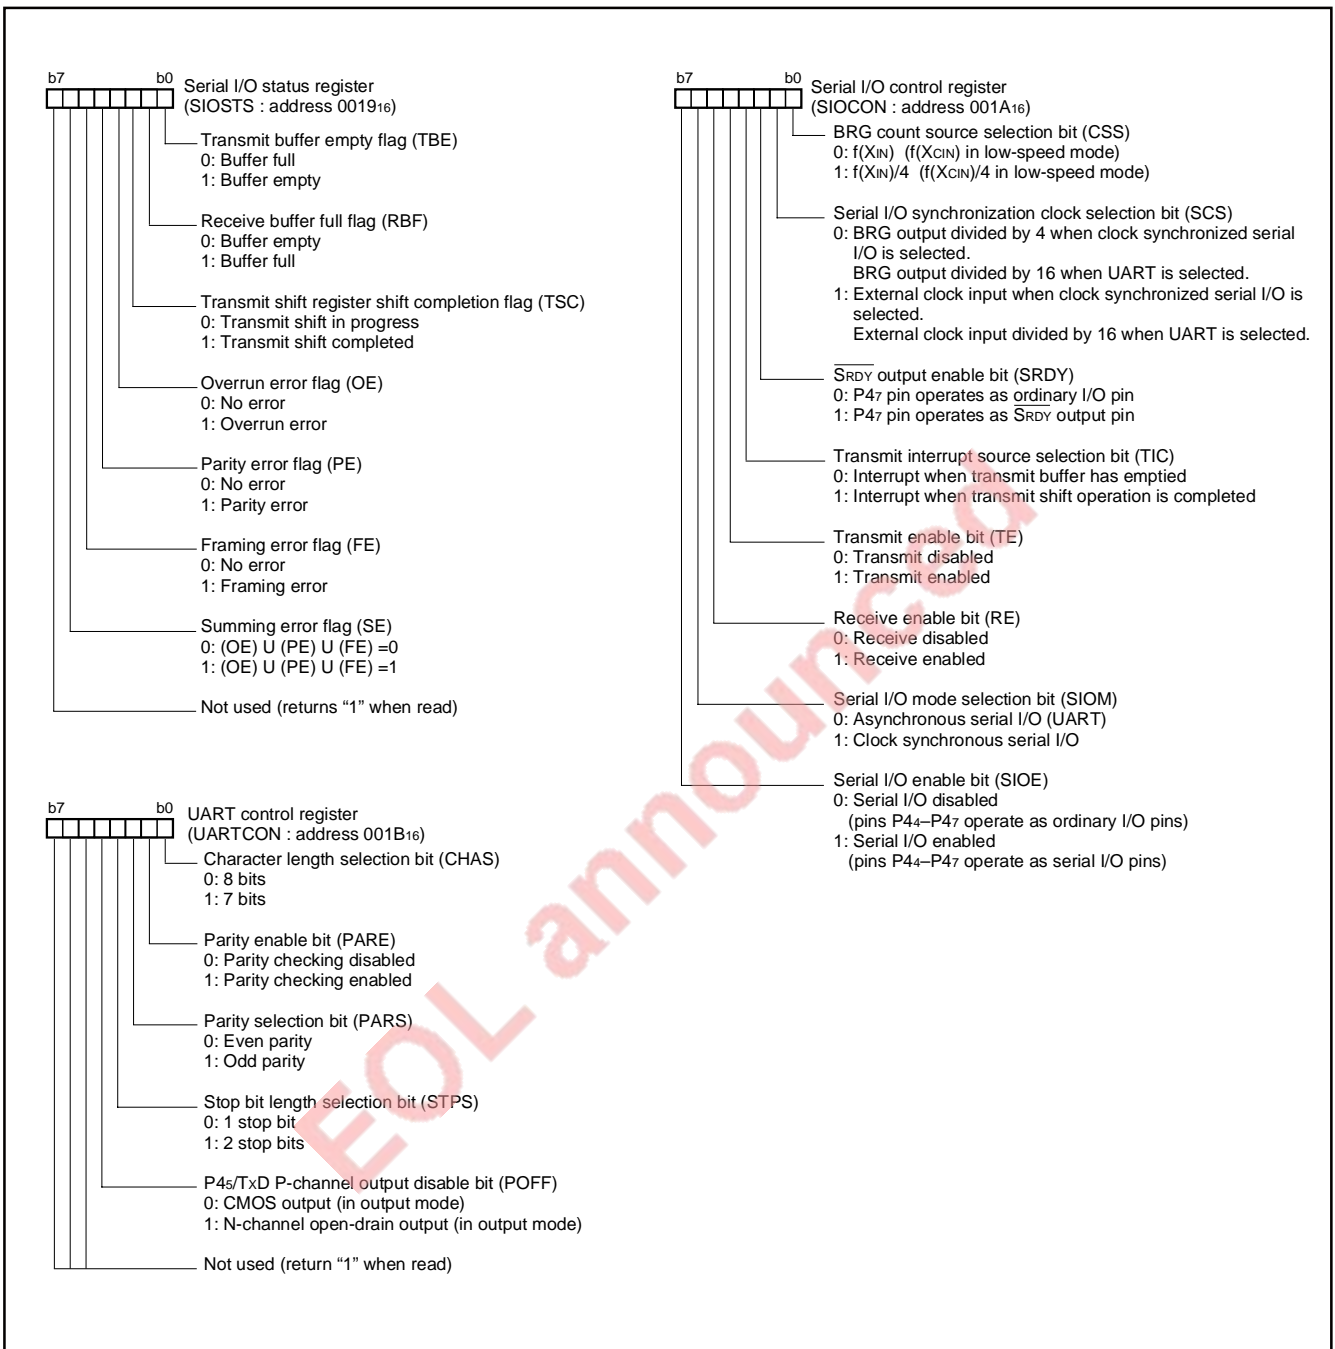 b7 b0
Serial I/O status register
(SIOSTS : address 001916)
Transmit buffer empty flag (TBE)
0: Buffer full
1: Buffer empty
Receive buffer full flag (RBF)
0: Buffer empty
1: Buffer full
Transmit shift register shift completion flag (TSC)
0: Transmit shift in progress
1: Transmit shift completed
Overrun error flag (OE)
0: No error
1: Overrun error
Parity error flag (PE)
0: No error
1: Parity error
Framing error flag (FE)
0: No error
1: Framing error
Summing error flag (SE)
0: (OE) U (PE) U (FE) =0
1: (OE) U (PE) U (FE) =1
Not used (returns “1” when read)
b7 b0
UART control register
(UARTCON : address 001B16)
Character length selection bit (CHAS)
0: 8 bits
1: 7 bits
Parity enable bit (PARE)
0: Parity checking disabled
1: Parity checking enabled
Parity selection bit (PARS)
0: Even parity
1: Odd parity
Stop bit length selection bit (STPS)
0: 1 stop bit
1: 2 stop bits
P45/TxD P-channel output disable bit (POFF)
0: CMOS output (in output mode)
1: N-channel open-drain output (in output mode)
Not used (return “1” when read)
b7 b0
Serial I/O control register
(SIOCON : address 001A16)
BRG count source selection bit (CSS)
0: f(XIN) (f(XCIN) in low-speed mode)
1: f(XIN)/4 (f(XCIN)/4 in low-speed mode)
Serial I/O synchronization clock selection bit (SCS)
0: BRG output divided by 4 when clock synchronized serial
I/O is selected.
BRG output divided by 16 when UART is selected.
1: External clock input when clock synchronized serial I/O is
selected.
External clock input divided by 16 when UART is selected.
SRDY output enable bit (SRDY)
0: P47 pin operates as ordinary I/O pin
1: P47 pin operates as SRDY output pin
Transmit interrupt source selection bit (TIC)
0: Interrupt when transmit buffer has emptied
1: Interrupt when transmit shift operation is completed
Transmit enable bit (TE)
0: Transmit disabled
1: Transmit enabled
Receive enable bit (RE)
0: Receive disabled
1: Receive enabled
Serial I/O mode selection bit (SIOM)
0: Asynchronous serial I/O (UART)
1: Clock synchronous serial I/O
Serial I/O enable bit (SIOE)
0: Serial I/O disabled
(pins P44–P47 operate as ordinary I/O pins)
1: Serial I/O enabled
(pins P44–P47 operate as serial I/O pins)
EOL announced